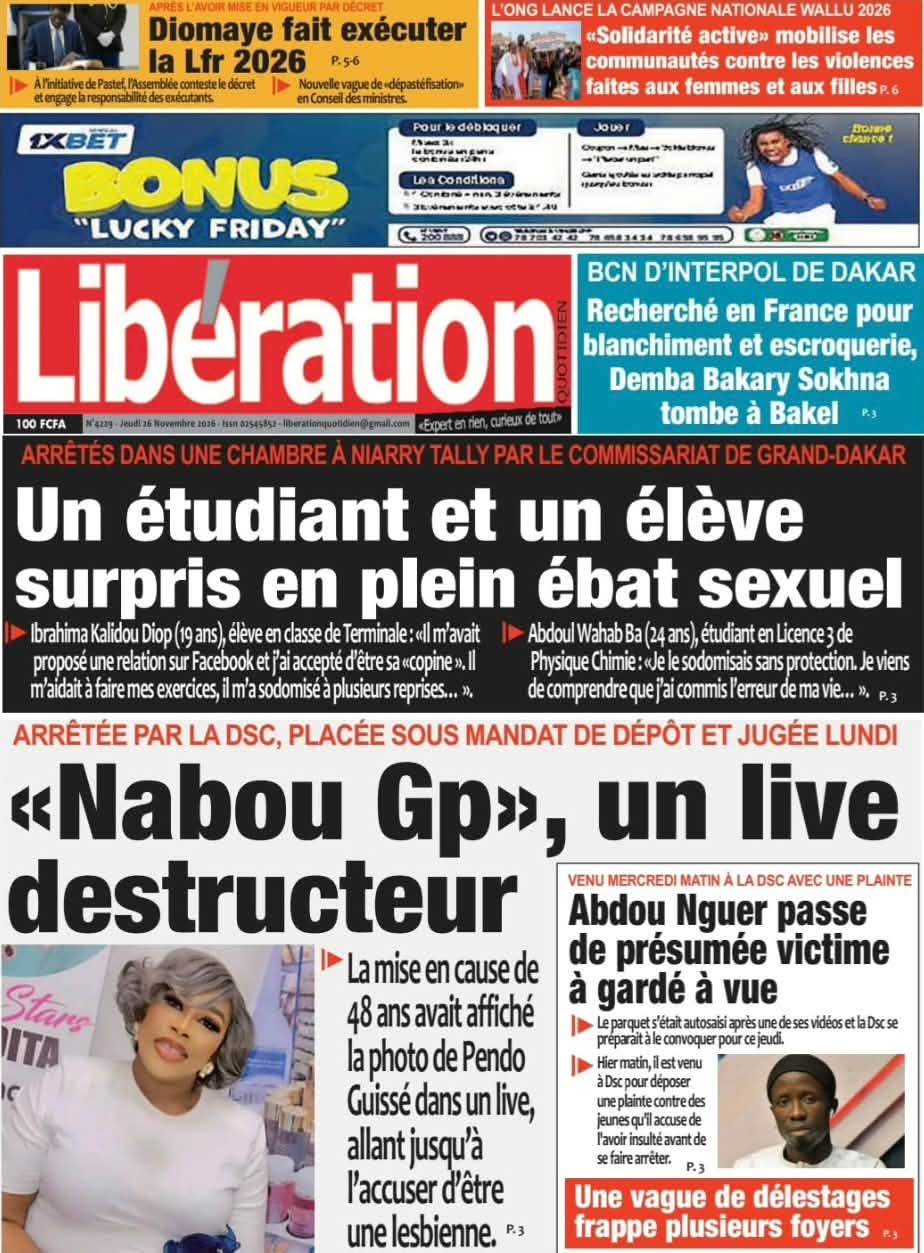 APRÈS L'AVOIR MISE EN VIGUEUR PAR DÉCRET
Diomaye fait exécuter
la Lfr 2026 P. 5-6
À l'initiative de Pastef, l'Assemblée conteste le décret
et engage la responsabilité des exécutants.
Nouvelle vague de «dépastéfisation»
en Conseil des ministres.
L'ONG LANCE LA CAMPAGNE NATIONALE WALLU 2026
«Solidarité active» mobilise les
communautés contre les violences
faites aux femmes et aux filles P. 6
1XBET
BONUS
"LUCKY FRIDAY"
Pour le débloquer
Les Conditions
Jouer
Bonne
chance !
Libération
QUOTIDIEN
100 FCFA
N°4229 - Jeudi 26 Novembre 2026 - Issn 02545852 - liberationquotidien@gmail.com
«Expert en rien, curieux de tout»
BCN D'INTERPOL DE DAKAR
Recherché en France pour
blanchiment et escroquerie,
Demba Bakary Sokhna
tombe à Bakel P. 3
ARRÊTÉS DANS UNE CHAMBRE À NIARRY TALLY PAR LE COMMISSARIAT DE GRAND-DAKAR
Un étudiant et un élève
surpris en plein ébat sexuel
Ibrahima Kalidou Diop (19 ans), élève en classe de Terminale : «Il m'avait
proposé une relation sur Facebook et j'ai accepté d'être sa «copine ». Il
m'aidait à faire mes exercices, il m'a sodomisé à plusieurs reprises... ».
Abdoul Wahab Ba (24 ans), étudiant en Licence 3 de
Physique Chimie : «Je le sodomisais sans protection. Je viens
de comprendre que j'ai commis l'erreur de ma vie... ». P. 3
ARRÊTÉE PAR LA DSC, PLACÉE SOUS MANDAT DE DÉPÔT ET JUGÉE LUNDI
«Nabou Gp», un live
destructeur
Stars
La mise en cause de
48 ans avait affiché
la photo de Pendo
Guissé dans un live,
allant jusqu'à
l'accuser d'être
une lesbienne. P. 3
VENU MERCREDI MATIN À LA DSC AVEC UNE PLAINTE
Abdou Nguer passe
de présumée victime
à gardé à vue
Le parquet s'était autosaisi après une de ses vidéos et la Dsc se
préparait à le convoquer pour ce jeudi.
Hier matin, il est venu
à Dsc pour déposer
une plainte contre des
jeunes qu'il accuse de
l'avoir insulté avant de
se faire arrêter. P. 3
Une vague de délestages
frappe plusieurs foyers P. 3